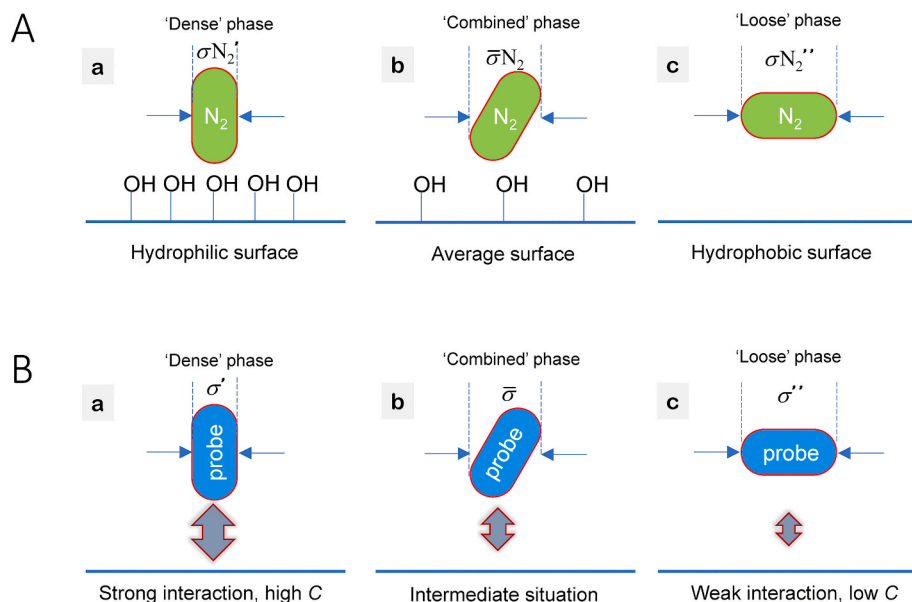 A
'Dense' phase
'Combined' phase
'Loose' phase
a
σN₂′
b
σ̅N₂
c
σN₂′′
N₂
N₂
N₂
OH OH OH OH OH
OH OH OH
Hydrophilic surface
Average surface
Hydrophobic surface
B
'Dense' phase
'Combined' phase
'Loose' phase
a
σ′
b
σ̅
c
σ′′
probe
probe
probe
Strong interaction, high C
Intermediate situation
Weak interaction, low C